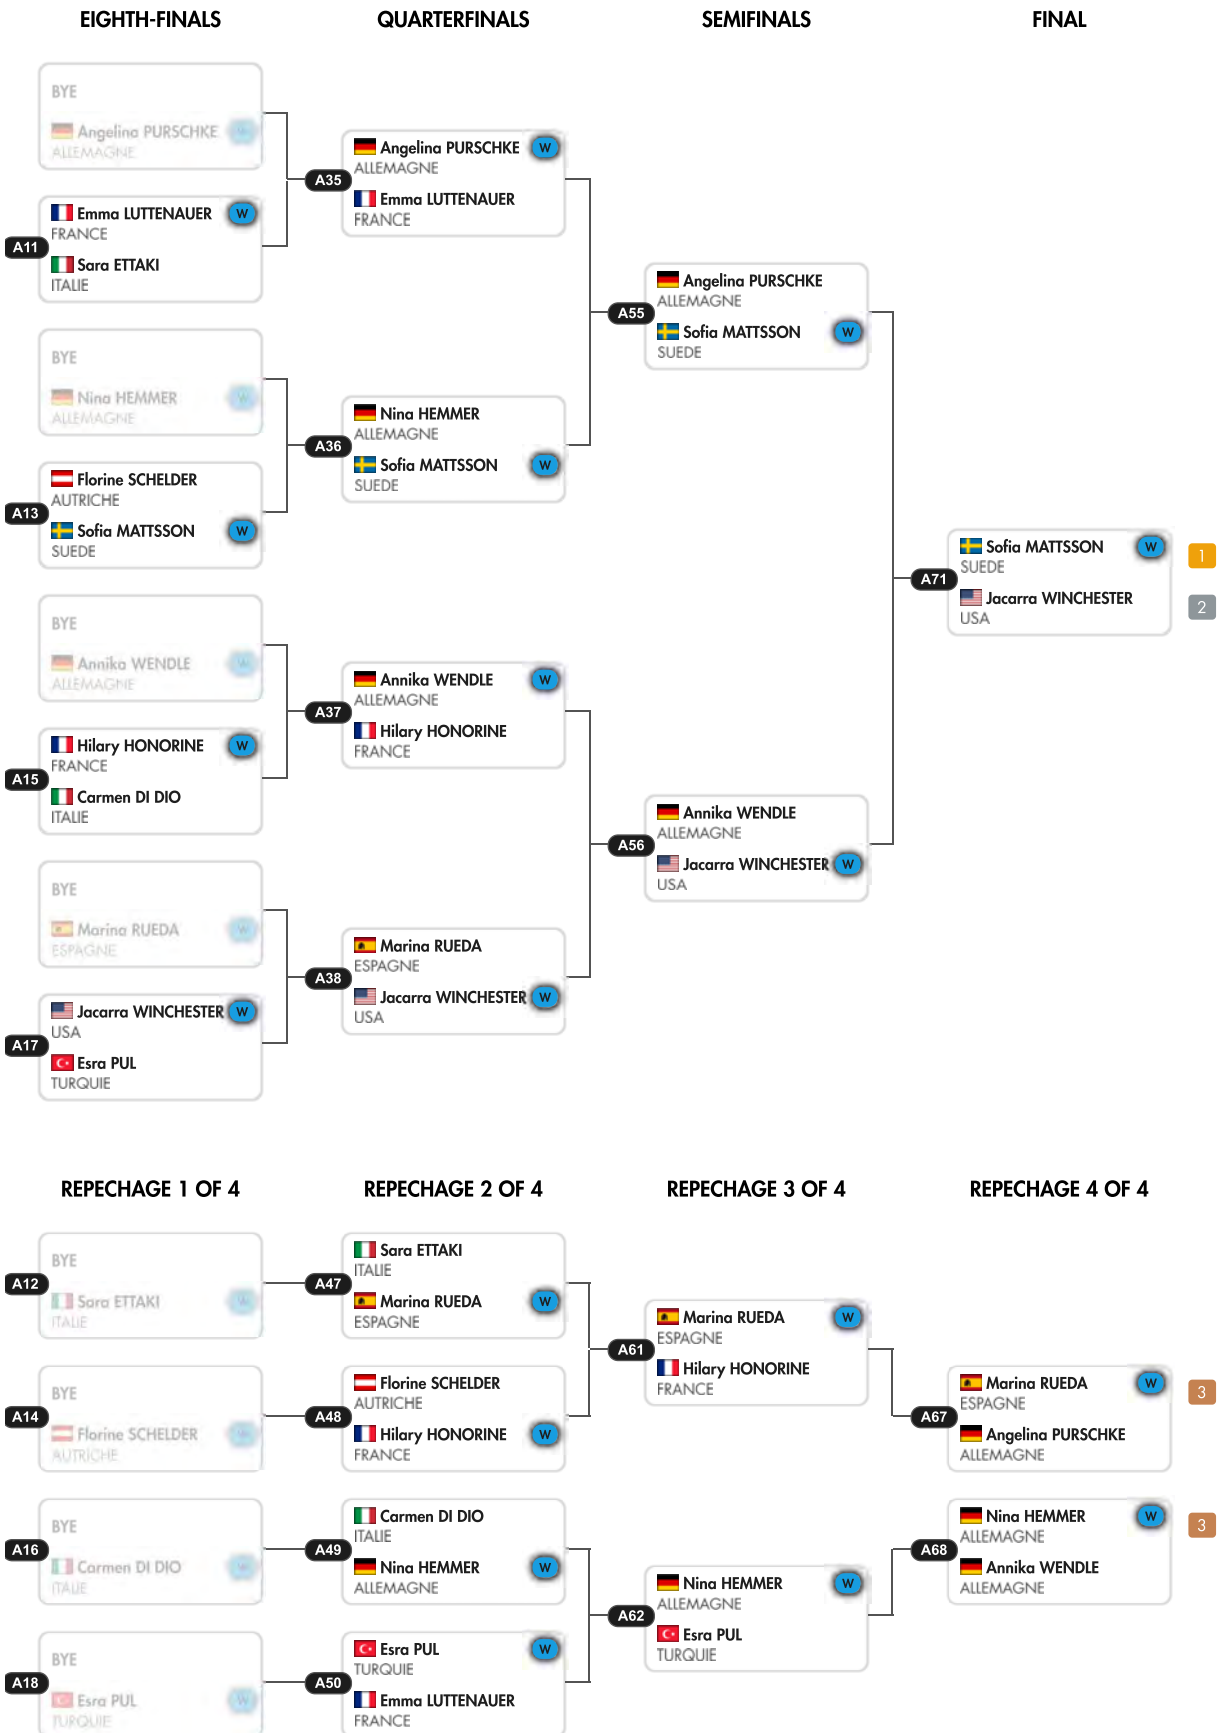 EIGHTH-FINALS QUARTERFINALS SEMIFINALS FINAL
BYE
Angelina PURSCHKE W
ALLEMAGNE
A11
Emma LUTTENAUER W
FRANCE
Sara ETTAKI
ITALIE
BYE
Nina HEMMER W
ALLEMAGNE
A13
Florine SCHELDER
AUTRICHE
Sofia MATTSSON W
SUEDE
BYE
Annika WENDLE W
ALLEMAGNE
A15
Hilary HONORINE W
FRANCE
Carmen DI DIO
ITALIE
BYE
Marina RUEDA W
ESPAGNE
A17
Jacarra WINCHESTER W
USA
Esra PUL
TURQUIE
A35
Angelina PURSCHKE W
ALLEMAGNE
Emma LUTTENAUER
FRANCE
A36
Nina HEMMER
ALLEMAGNE
Sofia MATTSSON W
SUEDE
A37
Annika WENDLE W
ALLEMAGNE
Hilary HONORINE
FRANCE
A38
Marina RUEDA
ESPAGNE
Jacarra WINCHESTER W
USA
A55
Angelina PURSCHKE
ALLEMAGNE
Sofia MATTSSON W
SUEDE
A56
Annika WENDLE
ALLEMAGNE
Jacarra WINCHESTER W
USA
A71
Sofia MATTSSON W 1
SUEDE
Jacarra WINCHESTER 2
USA
REPECHAGE 1 OF 4 REPECHAGE 2 OF 4 REPECHAGE 3 OF 4 REPECHAGE 4 OF 4
A12
BYE
Sara ETTAKI W
ITALIE
A14
BYE
Florine SCHELDER W
AUTRICHE
A16
BYE
Carmen DI DIO W
ITALIE
A18
BYE
Esra PUL W
TURQUIE
A47
Sara ETTAKI
ITALIE
Marina RUEDA W
ESPAGNE
A48
Florine SCHELDER
AUTRICHE
Hilary HONORINE W
FRANCE
A49
Carmen DI DIO
ITALIE
Nina HEMMER W
ALLEMAGNE
A50
Esra PUL W
TURQUIE
Emma LUTTENAUER
FRANCE
A61
Marina RUEDA W
ESPAGNE
Hilary HONORINE
FRANCE
A62
Nina HEMMER W
ALLEMAGNE
Esra PUL
TURQUIE
A67
Marina RUEDA W 3
ESPAGNE
Angelina PURSCHKE
ALLEMAGNE
A68
Nina HEMMER W 3
ALLEMAGNE
Annika WENDLE
ALLEMAGNE